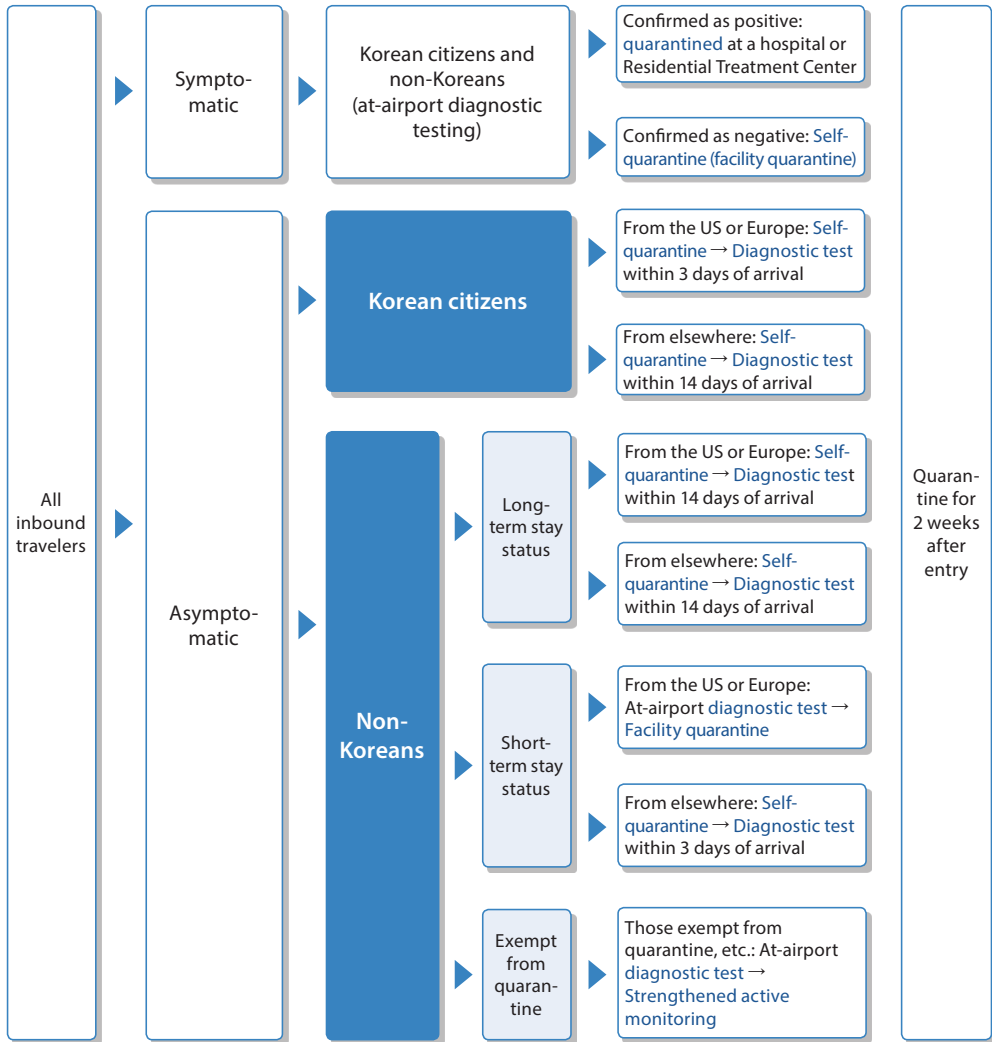 All
inbound
travelers
Sympto-
matic
Korean citizens and
non-Koreans
(at-airport diagnostic
testing)
Confirmed as positive:
quarantined at a hospital or
Residential Treatment Center
Confirmed as negative: Self-
quarantine (facility quarantine)
Asympto-
matic
Korean citizens
From the US or Europe: Self-
quarantine → Diagnostic test
within 3 days of arrival
From elsewhere: Self-
quarantine → Diagnostic test
within 14 days of arrival
Non-
Koreans
Long-
term stay
status
From the US or Europe: Self-
quarantine → Diagnostic test
within 14 days of arrival
From elsewhere: Self-
quarantine → Diagnostic test
within 14 days of arrival
Short-
term stay
status
From the US or Europe:
At-airport diagnostic test →
Facility quarantine
From elsewhere: Self-
quarantine → Diagnostic test
within 3 days of arrival
Exempt
from
quaran-
tine
Those exempt from
quarantine, etc.: At-airport
diagnostic test →
Strengthened active
monitoring
Quaran-
tine for
2 weeks
after
entry